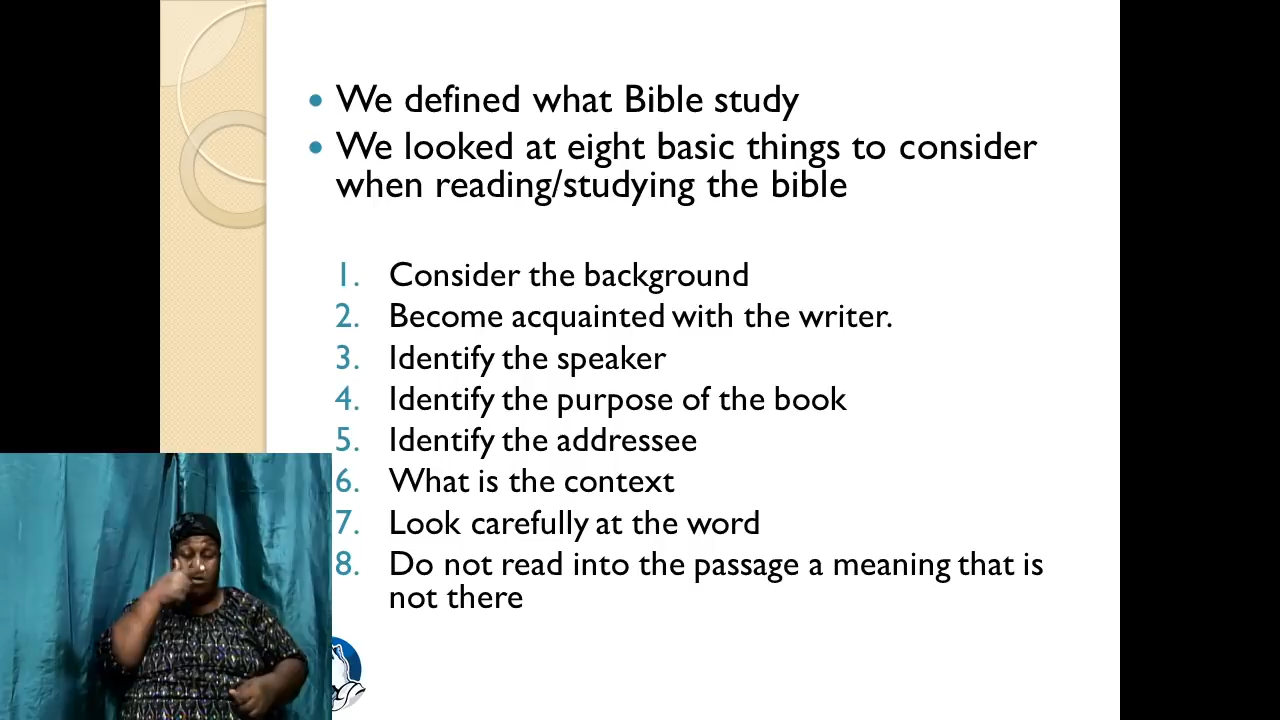 We defined what Bible study
We looked at eight basic things to consider
when reading/studying the bible
1. Consider the background
2. Become acquainted with the writer.
3. Identify the speaker
4. Identify the purpose of the book
5. Identify the addressee
6. What is the context
7. Look carefully at the word
8. Do not read into the passage a meaning that is
not there